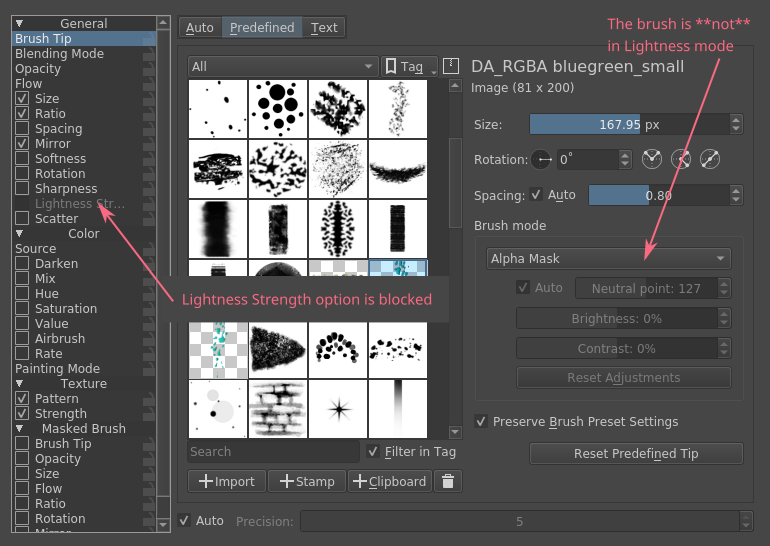 General
Brush Tip
Blending Mode
Opacity
Flow
Size
Ratio
Spacing
Mirror
Softness
Rotation
Sharpness
Lightness Str...
Scatter
Color
Source
Darken
Mix
Hue
Saturation
Value
Airbrush
Rate
Painting Mode
Texture
Pattern
Strength
Masked Brush
Brush Tip
Opacity
Size
Flow
Ratio
Rotation
Mirror
Auto
Predefined
Text
All
Tag
Lightness Strength option is blocked
Search
Filter in Tag
Import
Stamp
Clipboard
The brush is **not**
in Lightness mode
DA_RGBA bluegreen_small
Image (81 x 200)
Size: 167.95 px
Rotation: 0°
Spacing: Auto 0.80
Brush mode
Alpha Mask
Auto Neutral point: 127
Brightness: 0%
Contrast: 0%
Reset Adjustments
Preserve Brush Preset Settings
Reset Predefined Tip
Auto Precision: 5